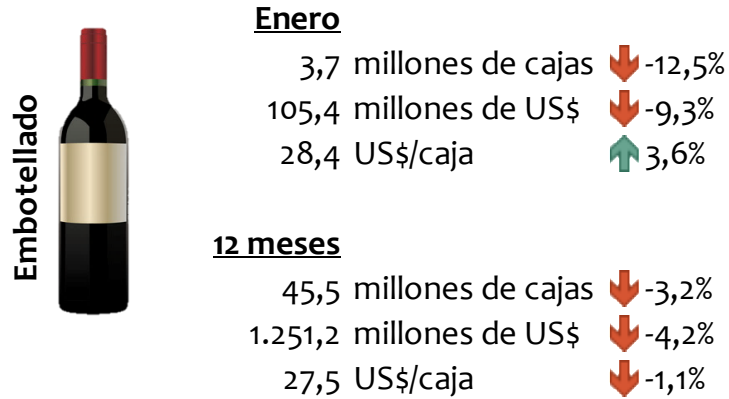 Embotellado
Enero
3,7 millones de cajas -12,5%
105,4 millones de US$ -9,3%
28,4 US$/caja 3,6%
12 meses
45,5 millones de cajas -3,2%
1.251,2 millones de US$ -4,2%
27,5 US$/caja -1,1%